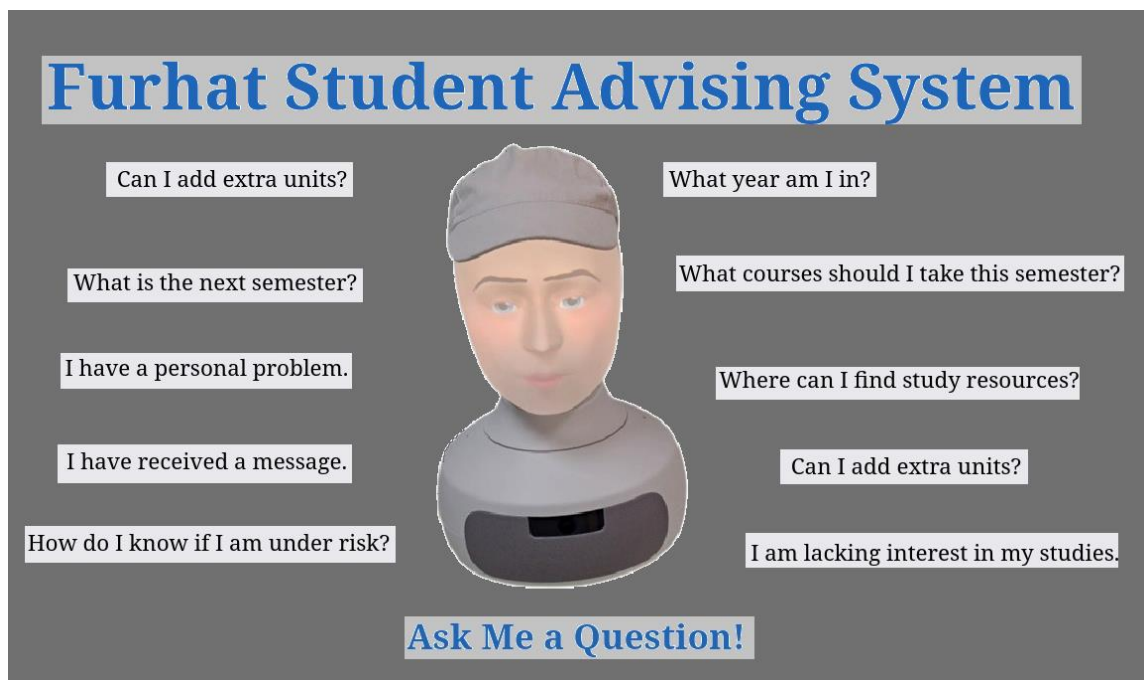 Furhat Student Advising System
Can I add extra units?
What year am I in?
What is the next semester?
What courses should I take this semester?
I have a personal problem.
Where can I find study resources?
I have received a message.
Can I add extra units?
How do I know if I am under risk?
I am lacking interest in my studies.
Ask Me a Question!